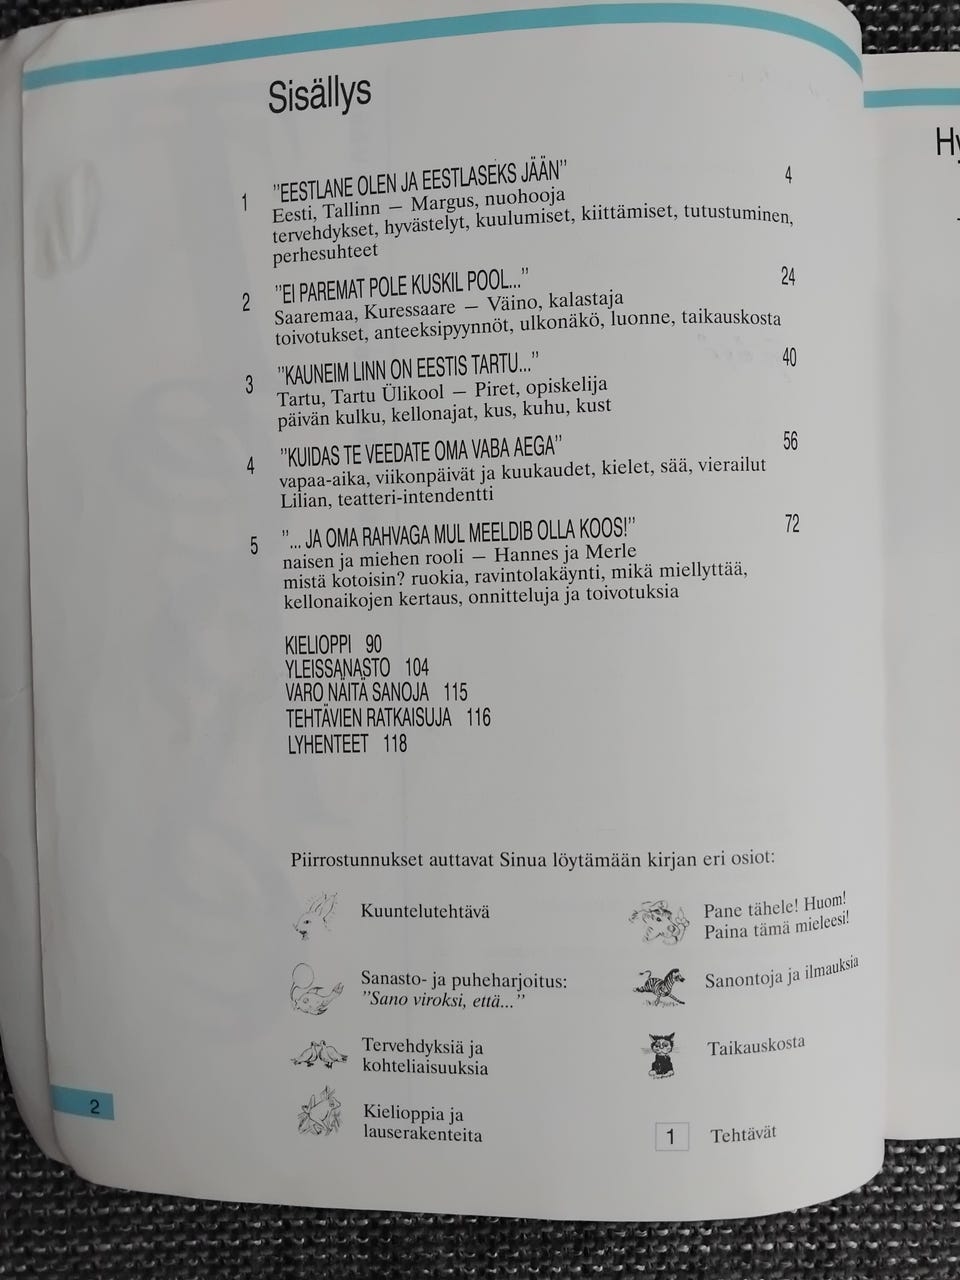 Sisällys
1 "EESTLANE OLEN JA EESTLASEKS JÄÄN" 4
Eesti, Tallinn – Margus, nuohooja
tervehdykset, hyvästelyt, kuulumiset, kiittämiset, tutustuminen,
perhesuhteet
2 "EI PAREMAT POLE KUSKIL POOL..." 24
Saaremaa, Kuressaare – Väino, kalastaja
toivotukset, anteeksipyynnöt, ulkonäkö, luonne, taikauskosta
3 "KAUNEIM LINN ON EESTIS TARTU..." 40
Tartu, Tartu Ülikool – Piret, opiskelija
päivän kulku, kellonajat, kus, kuhu, kust
4 "KUIDAS TE VEEDATE OMA VABA AEGA" 56
vapaa-aika, viikonpäivät ja kuukaudet, kielet, sää, vierailut
Lilian, teatteri-intendentti
5 "... JA OMA RAHVAGA MUL MEELDIB OLLA KOOS!" 72
naisen ja miehen rooli – Hannes ja Merle
mistä kotoisin? ruokia, ravintolakäynti, mikä miellyttää,
kellonaikojen kertaus, onnitteluja ja toivotuksia
KIELIOPPI 90
YLEISSANASTO 104
VARO NÄITÄ SANOJA 115
TEHTÄVIEN RATKAISUJA 116
LYHENTEET 118
Piirrostunnukset auttavat Sinua löytämään kirjan eri osiot:
Kuuntelutehtävä
Sanasto- ja puheharjoitus:
"Sano viroksi, että..."
Tervehdyksiä ja
kohteliaisuuksia
Kielioppia ja
lauserakenteita
Pane tähele! Huom!
Paina tämä mieleesi!
Sanontoja ja ilmauksia
Taikauskosta
1 Tehtävät
2
Hy